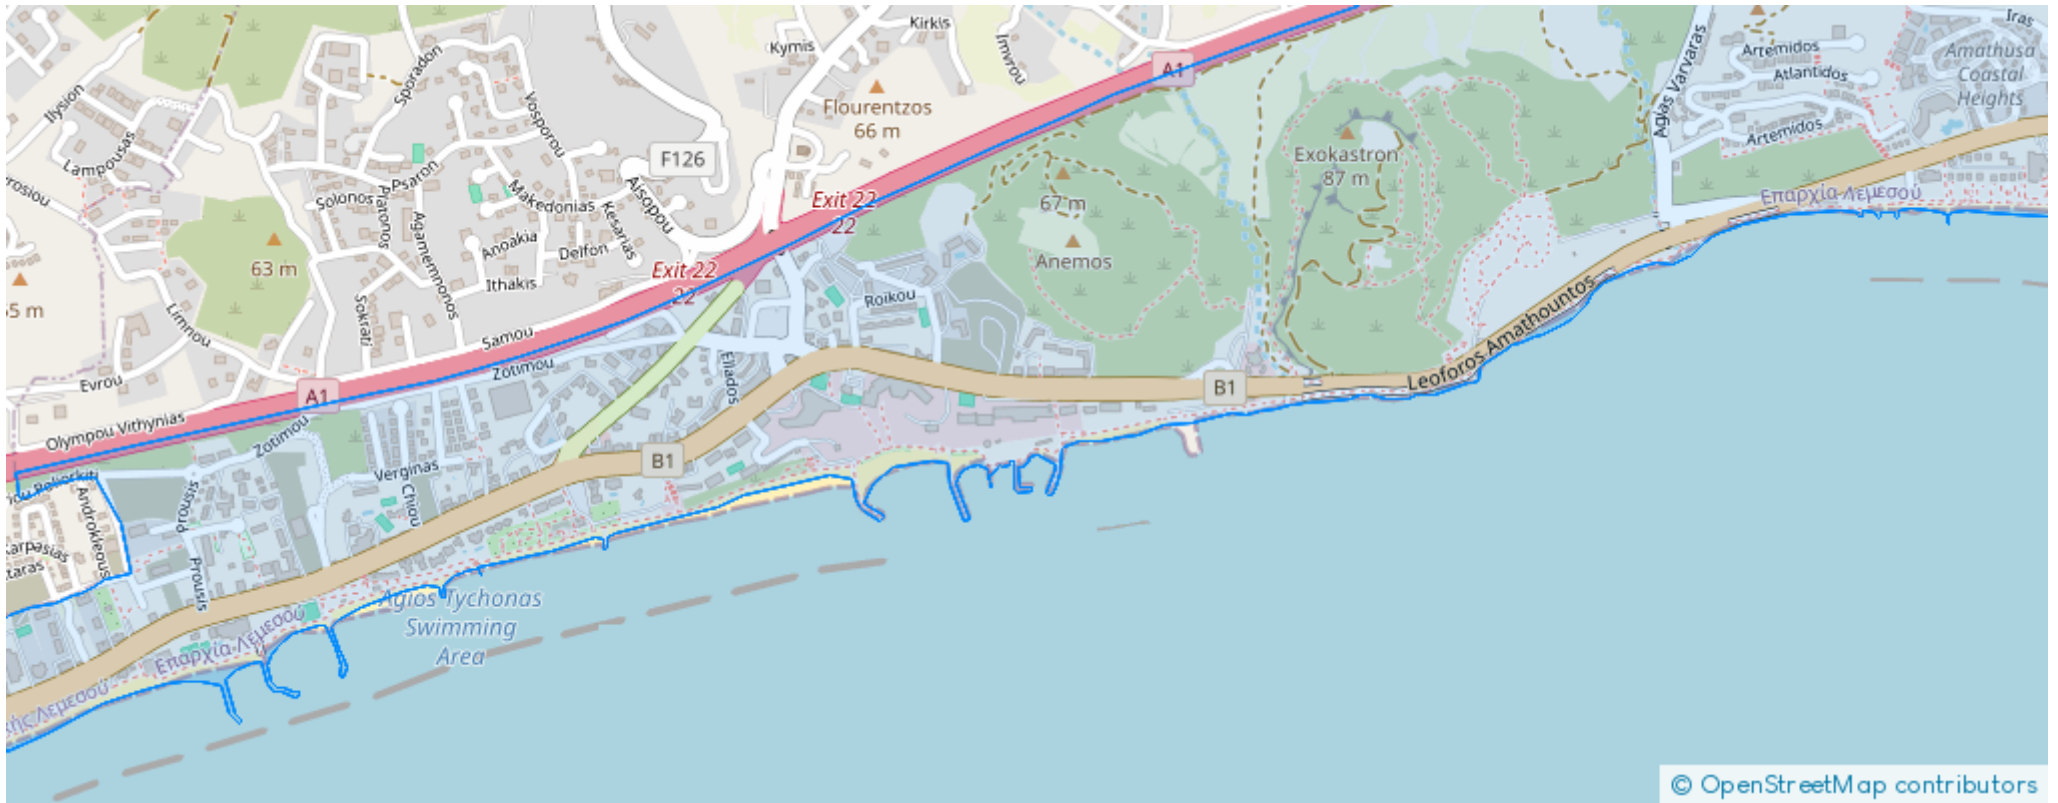 Kirkis
Iras
Kymis
Imvrou
Artemidos
Amathusa
Coastal
Heights
A1
Atlantidos
Sporadon
Agias Varvaras
Ilysion
Vosporou
Flourentzos
66 m
Artemidos
Lampousas
F126
Exokastron
87 m
Psaron
Makedonias
Aisopou
Solonos
Platonos
Exit 22
22
67 m
Επαρχία Λεμεσού
Agamemnonos
Kesarias
Anoakia
Delfon
63 m
Exit 22
22
Anemos
Ithakis
Roikou
5 m
Limnou
Sokrati
Samou
Leoforos Amathountos
Zotimou
Evrou
A1
Elladòs
B1
Olympou Vithynias
Zotimou
B1
Verginas
Chiou
Prousis
Androkleous
Karpasias
Prousis
Agios Tychonas
Swimming
Area
Επαρχία Λεμεσού
Λεμεσού
© OpenStreetMap contributors